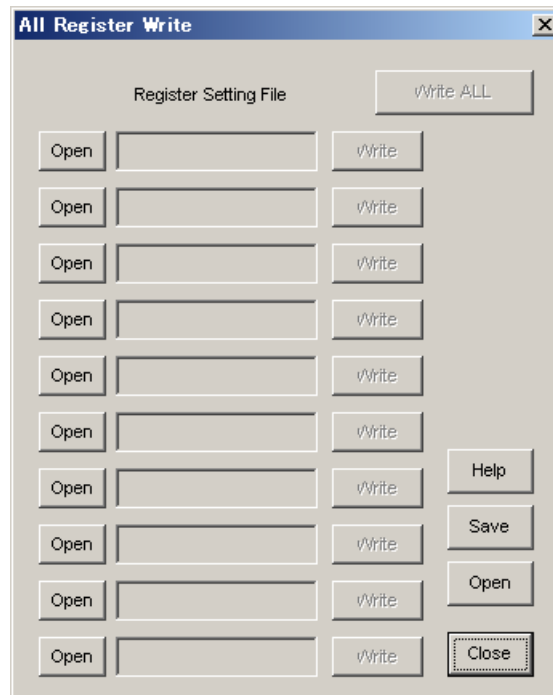 All Register Write
Register Setting File Write ALL
Open Write
Open Write
Open Write
Open Write
Open Write
Open Write
Open Write
Help
Open Write
Save
Open Write
Open
Open Write
Close